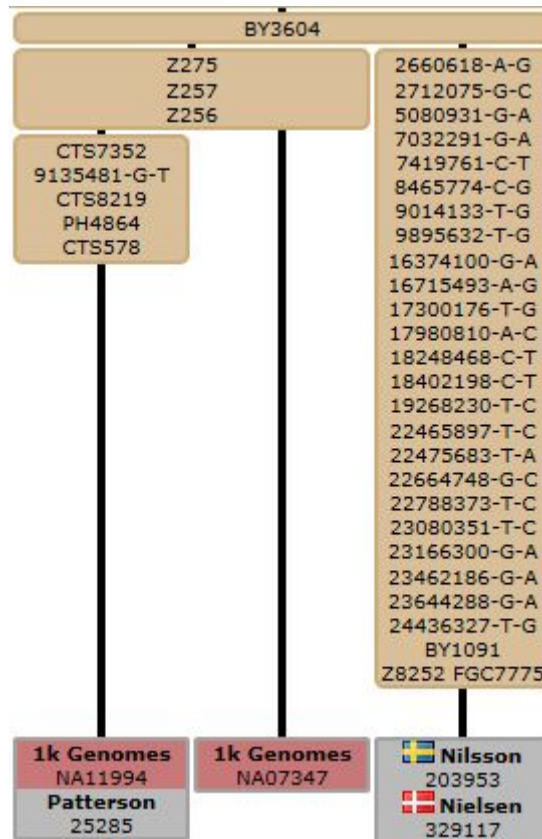 BY3604
Z275
Z257
Z256
CTS7352
9135481-G-T
CTS8219
PH4864
CTS578
2660618-A-G
2712075-G-C
5080931-G-A
7032291-G-A
7419761-C-T
8465774-C-G
9014133-T-G
9895632-T-G
16374100-G-A
16715493-A-G
17300176-T-G
17980810-A-C
18248468-C-T
18402198-C-T
19268230-T-C
22465897-T-C
22475683-T-A
22664748-G-C
22788373-T-C
23080351-T-C
23166300-G-A
23462186-G-A
23644288-G-A
24436327-T-G
BY1091
Z8252 FGC7775
1k Genomes
NA11994
Patterson
25285
1k Genomes
NA07347
Nilsson
203953
Nielsen
329117